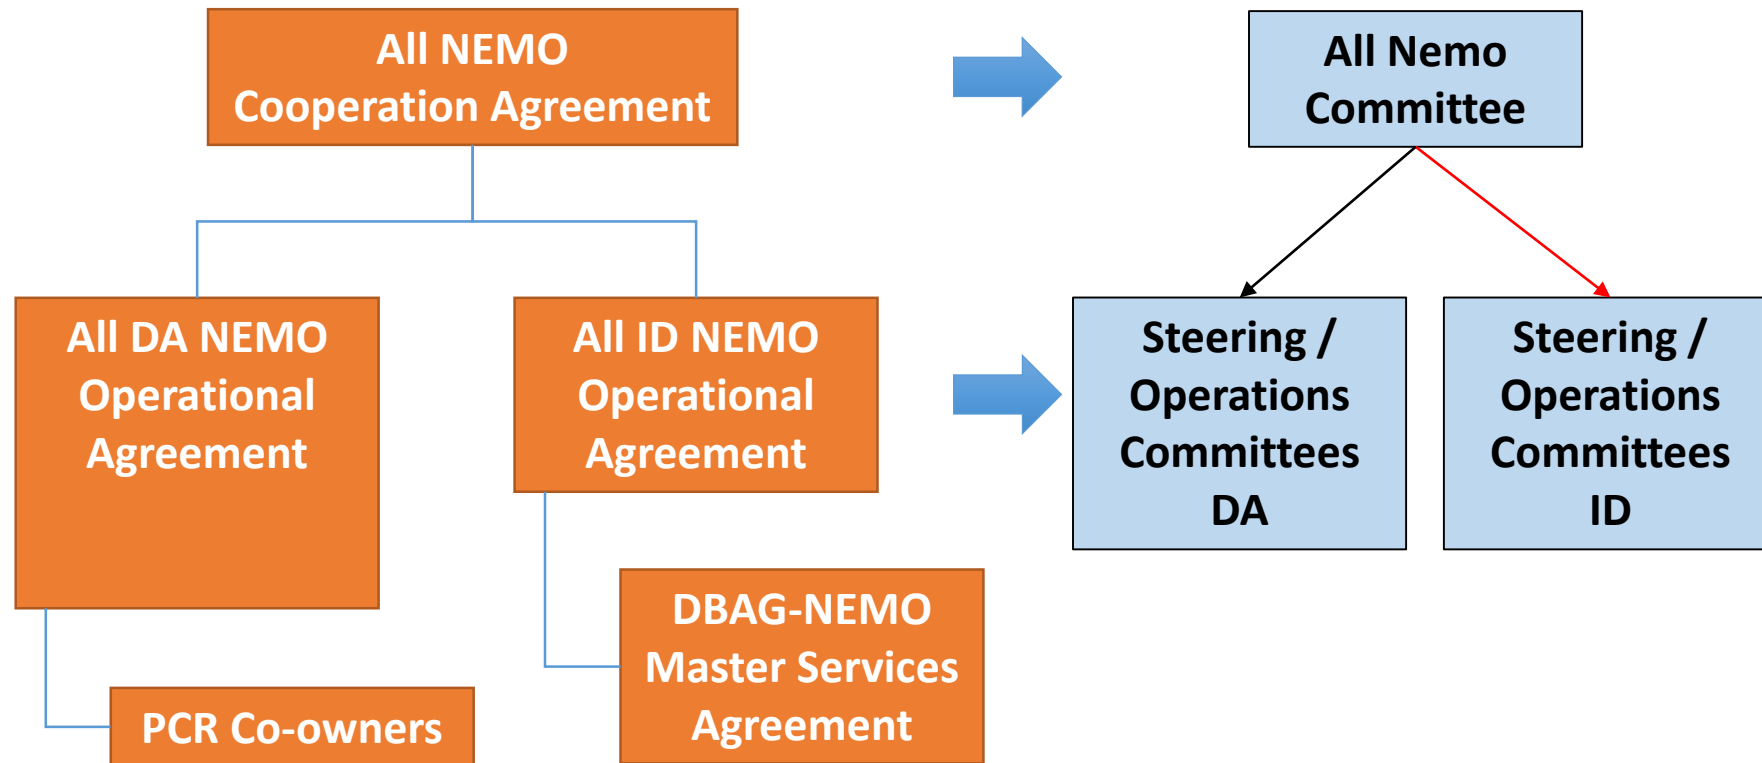 All NEMO
Cooperation Agreement
All Nemo
Committee
All DA NEMO
Operational
Agreement
All ID NEMO
Operational
Agreement
Steering /
Operations
Committees
DA
Steering /
Operations
Committees
ID
DBAG-NEMO
Master Services
Agreement
PCR Co-owners